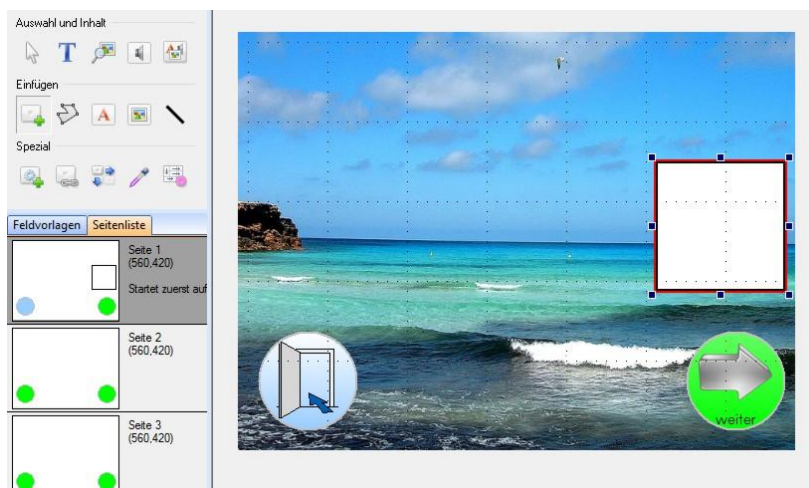 Auswahl und Inhalt
T
Einfügen
A
Spezial
Feldvorlagen Seitenliste
Seite 1
(560,420)
Startet zuerst auf
Seite 2
(560,420)
Seite 3
(560,420)
weiter